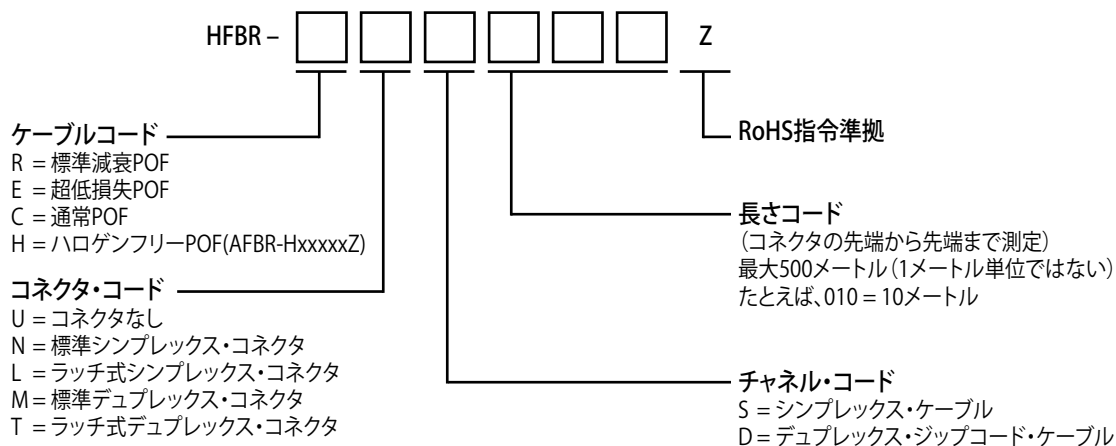 HFBR – Z
ケーブルコード
R = 標準減衰POF
E = 超低損失POF
C = 通常POF
H = ハロゲンフリーPOF(AFBR-HxxxxxZ)
コネクタ・コード
U = コネクタなし
N = 標準シンプレックス・コネクタ
L = ラッチ式シンプレックス・コネクタ
M = 標準デュプレックス・コネクタ
T = ラッチ式デュプレックス・コネクタ
RoHS指令準拠
長さコード
(コネクタの先端から先端まで測定)
最大500メートル(1メートル単位ではない)
たとえば、010 = 10メートル
チャネル・コード
S = シンプレックス・ケーブル
D = デュプレックス・ジップコード・ケーブル